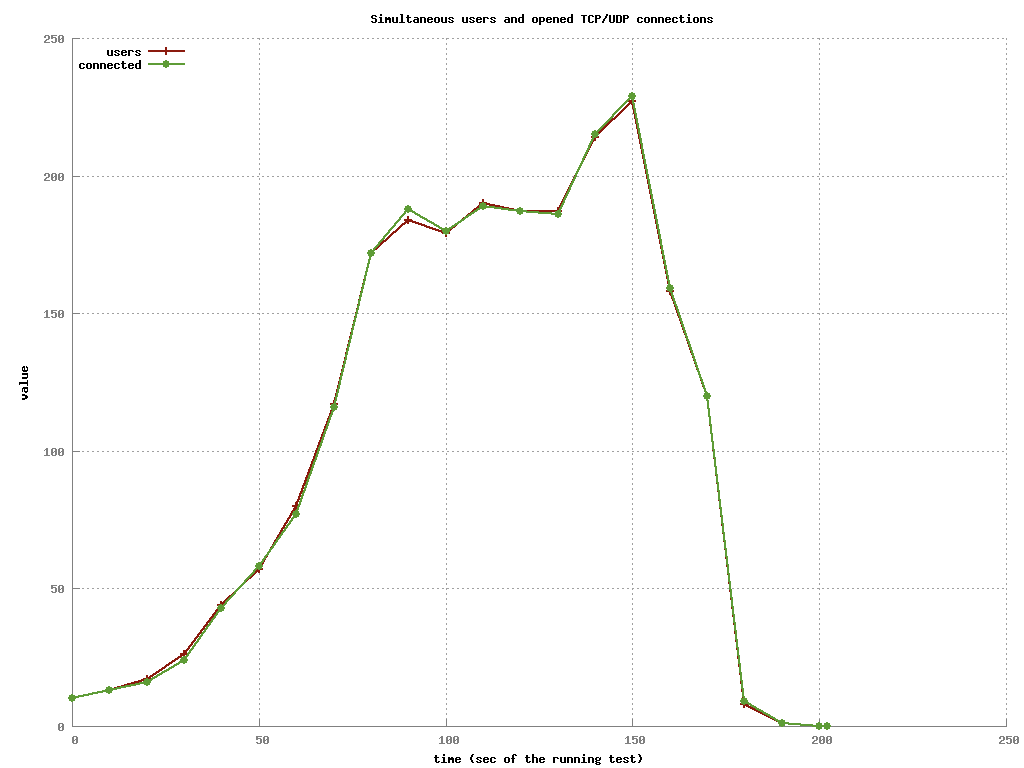 Simultaneous users and opened TCP/UDP connections
250
users
connected
200
150
value
100
50
0
0 50 100 150 200 250
time (sec of the running test)